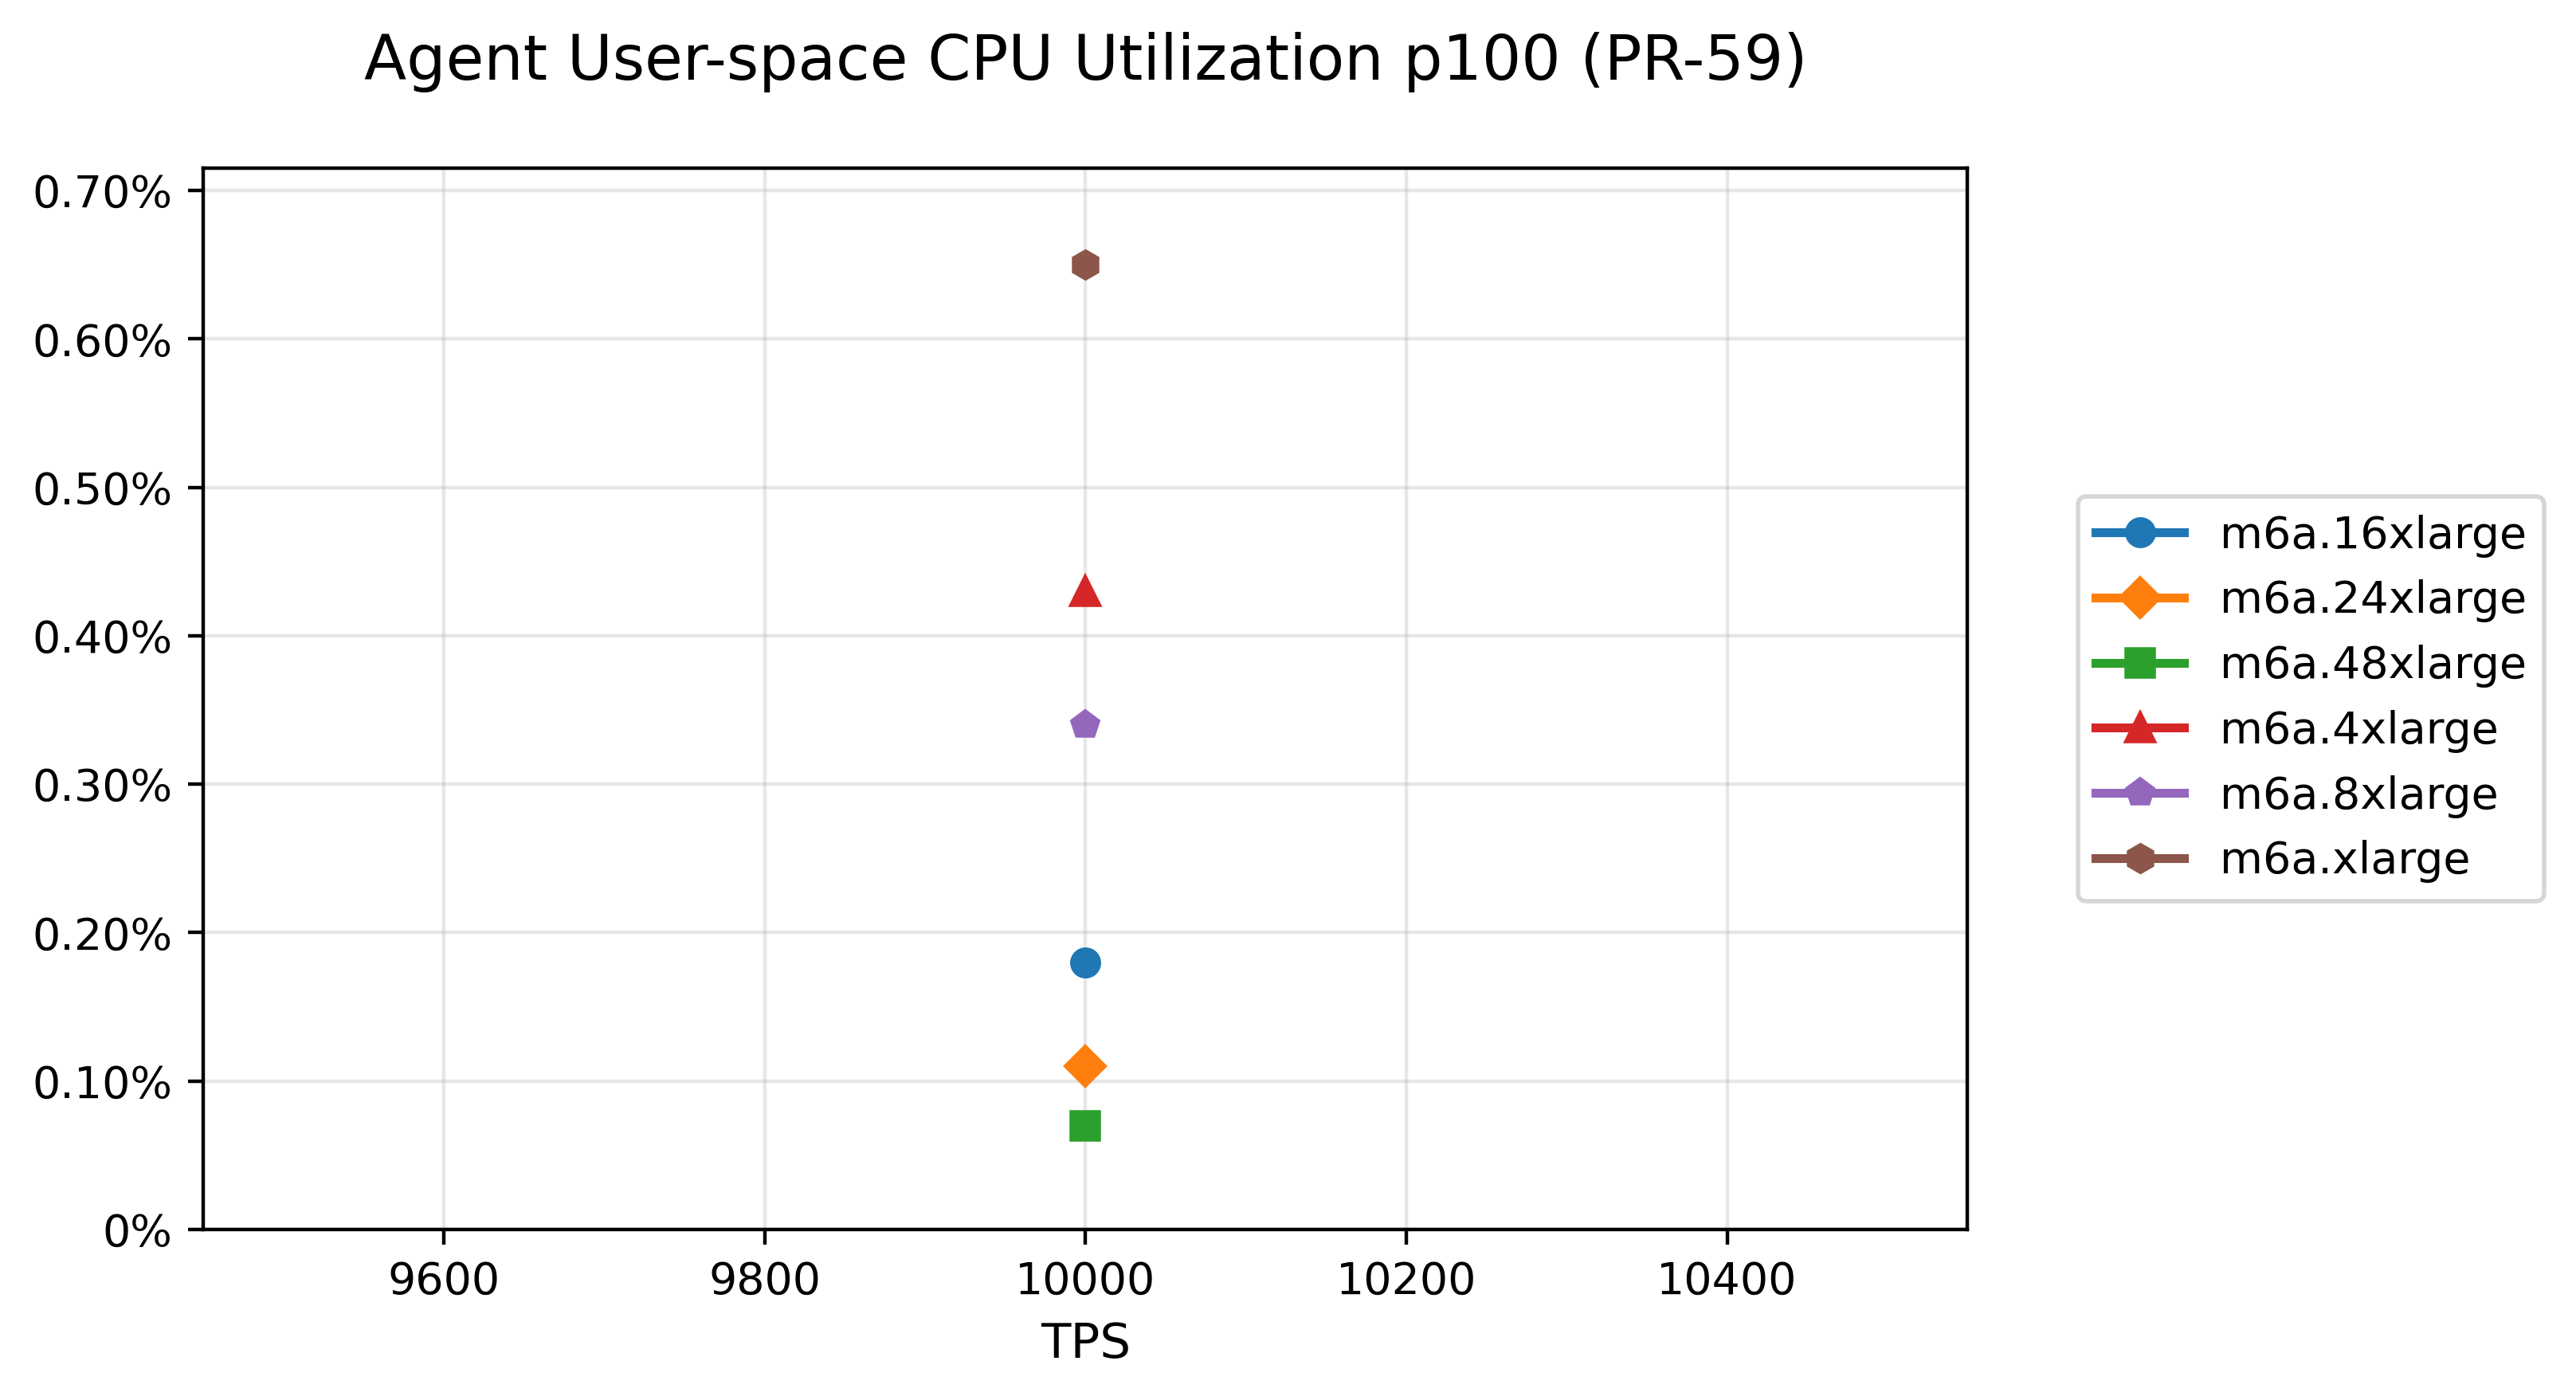 Agent User-space CPU Utilization p100 (PR-59)
0.70%
0.60%
0.50%
0.40%
0.30%
0.20%
0.10%
0%
9600 9800 10000 10200 10400
TPS
m6a.16xlarge
m6a.24xlarge
m6a.48xlarge
m6a.4xlarge
m6a.8xlarge
m6a.xlarge